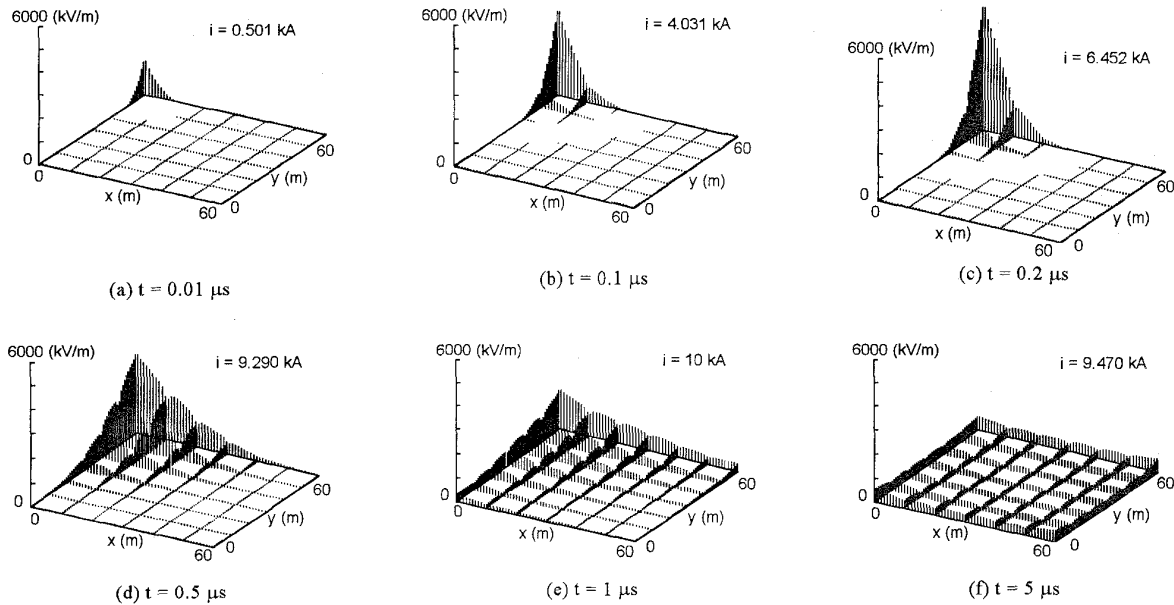 6000 (kV/m)
i = 0.501 kA
0
0
x (m)
60
0
y (m)
60
(a) t = 0.01 μs
6000 (kV/m)
i = 4.031 kA
0
0
x (m)
60
0
y (m)
60
(b) t = 0.1 μs
6000 (kV/m)
i = 6.452 kA
0
0
x (m)
60
0
y (m)
60
(c) t = 0.2 μs
6000 (kV/m)
i = 9.290 kA
0
0
x (m)
60
0
y (m)
60
(d) t = 0.5 μs
6000 (kV/m)
i = 10 kA
0
0
x (m)
60
0
y (m)
60
(e) t = 1 μs
6000 (kV/m)
i = 9.470 kA
0
0
x (m)
60
0
y (m)
60
(f) t = 5 μs